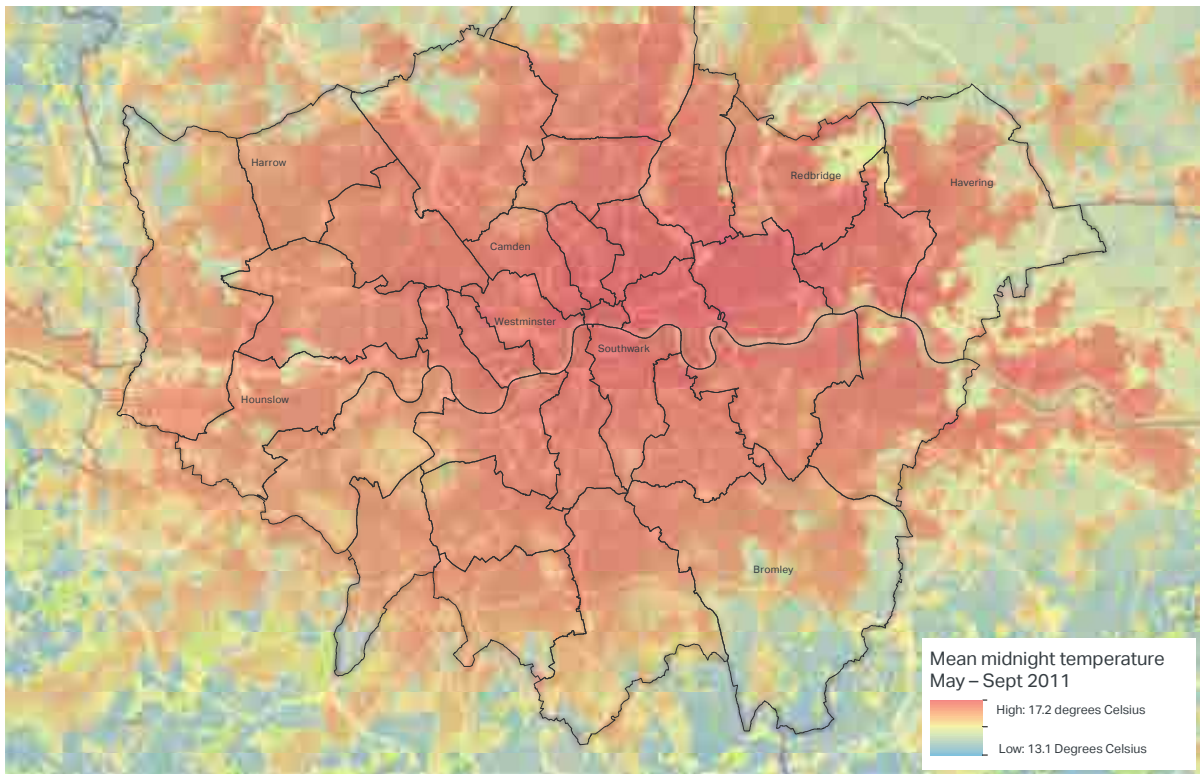 Harrow
Redbridge
Havering
Camden
Westminster
Southwark
Hounslow
Bromley
Mean midnight temperature
May – Sept 2011
High: 17.2 degrees Celsius
Low: 13.1 Degrees Celsius